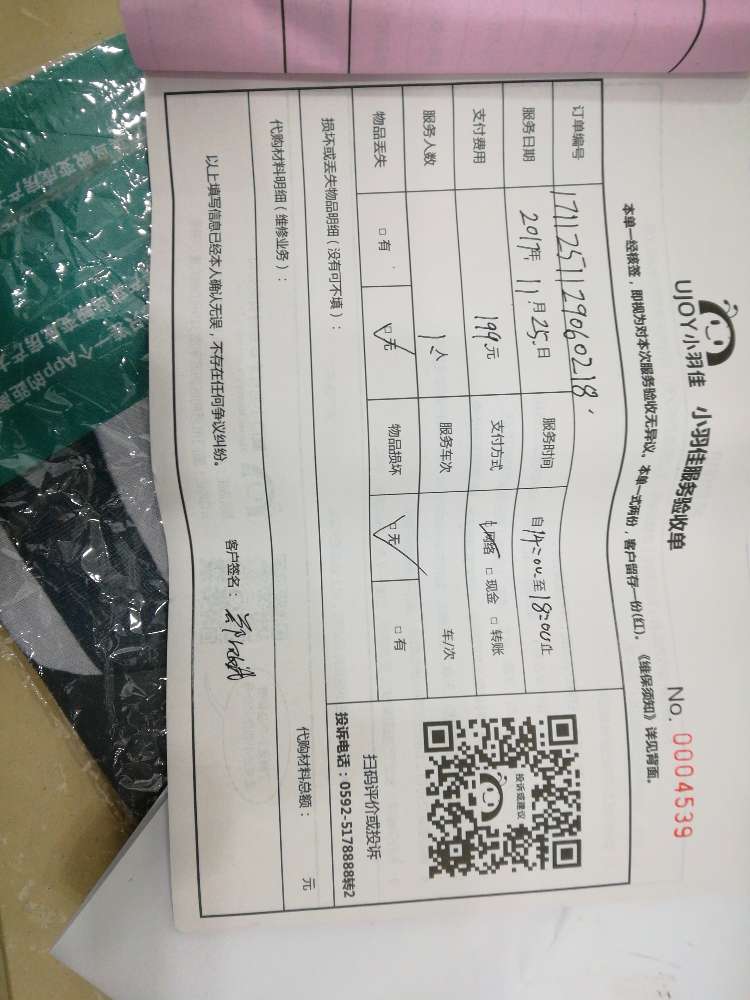 UJOY小羽佳 小羽佳服务验收单
No. 0004539
本单一经核签，即视为对本次服务验收无异议。本单一式两份，客户留存一份(红)。《维保须知》详见背面。
订单编号 1711251129060218
服务日期 2017年 11月 25日 服务时间 自14:00至18:00止
支付费用 199元 支付方式 ☑网络 □现金 □转账
服务人数 1人 服务车次 车/次
物品丢失 □有 ☑无 物品损坏 ☑无 □有
投诉或建议
扫码评价或投诉
投诉电话：0592-5178888转2
损坏或丢失物品明细（没有可不填）：
代购材料明细（维修业务）： 代购材料总额： 元
以上填写信息已经本人确认无误，不存在任何争议纠纷。
客户签名：